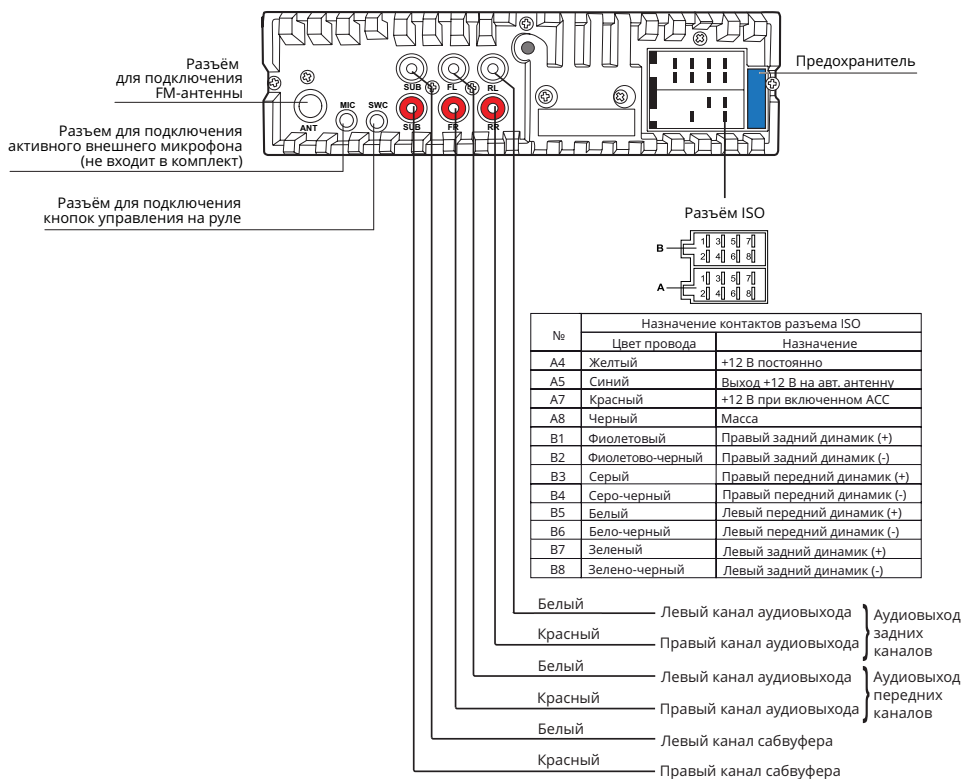 Разъём
для подключения
FM-антенны
Разъем для подключения
активного внешнего микрофона
(не входит в комплект)
Разъём для подключения
кнопок управления на руле
ANT
MIC
SWC
SUB
FL
RL
SUB
FR
RR
Предохранитель
Разъём ISO
B
1 3 5 7
2 4 6 8
A
1 3 5 7
2 4 6 8
№ Назначение контактов разъема ISO
Цвет провода Назначение
A4 Желтый +12 В постоянно
A5 Синий Выход +12 В на авт. антенну
A7 Красный +12 В при включенном ACC
A8 Черный Масса
B1 Фиолетовый Правый задний динамик (+)
B2 Фиолетово-черный Правый задний динамик (-)
B3 Серый Правый передний динамик (+)
B4 Серо-черный Правый передний динамик (-)
B5 Белый Левый передний динамик (+)
B6 Бело-черный Левый передний динамик (-)
B7 Зеленый Левый задний динамик (+)
B8 Зелено-черный Левый задний динамик (-)
Белый Левый канал аудиовыхода
Красный Правый канал аудиовыхода
Аудиовыход
задних
каналов
Белый Левый канал аудиовыхода
Красный Правый канал аудиовыхода
Аудиовыход
передних
каналов
Белый Левый канал сабвуфера
Красный Правый канал сабвуфера